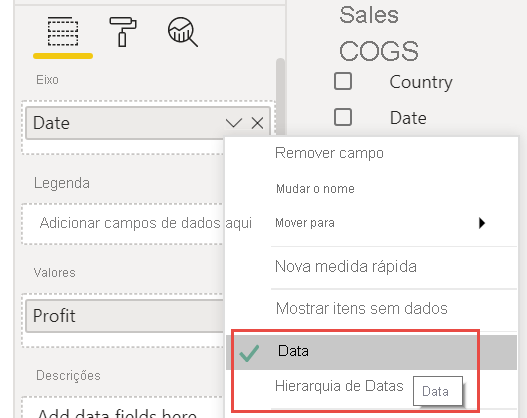 Sales
COGS
Country
Date
Eixo
Date
Legenda
Adicionar campos de dados aqui
Valores
Profit
Descrições
Add data fields here
Remover campo
Mudar o nome
Mover para
Nova medida rápida
Mostrar itens sem dados
Data
Hierarquia de Datas
Data